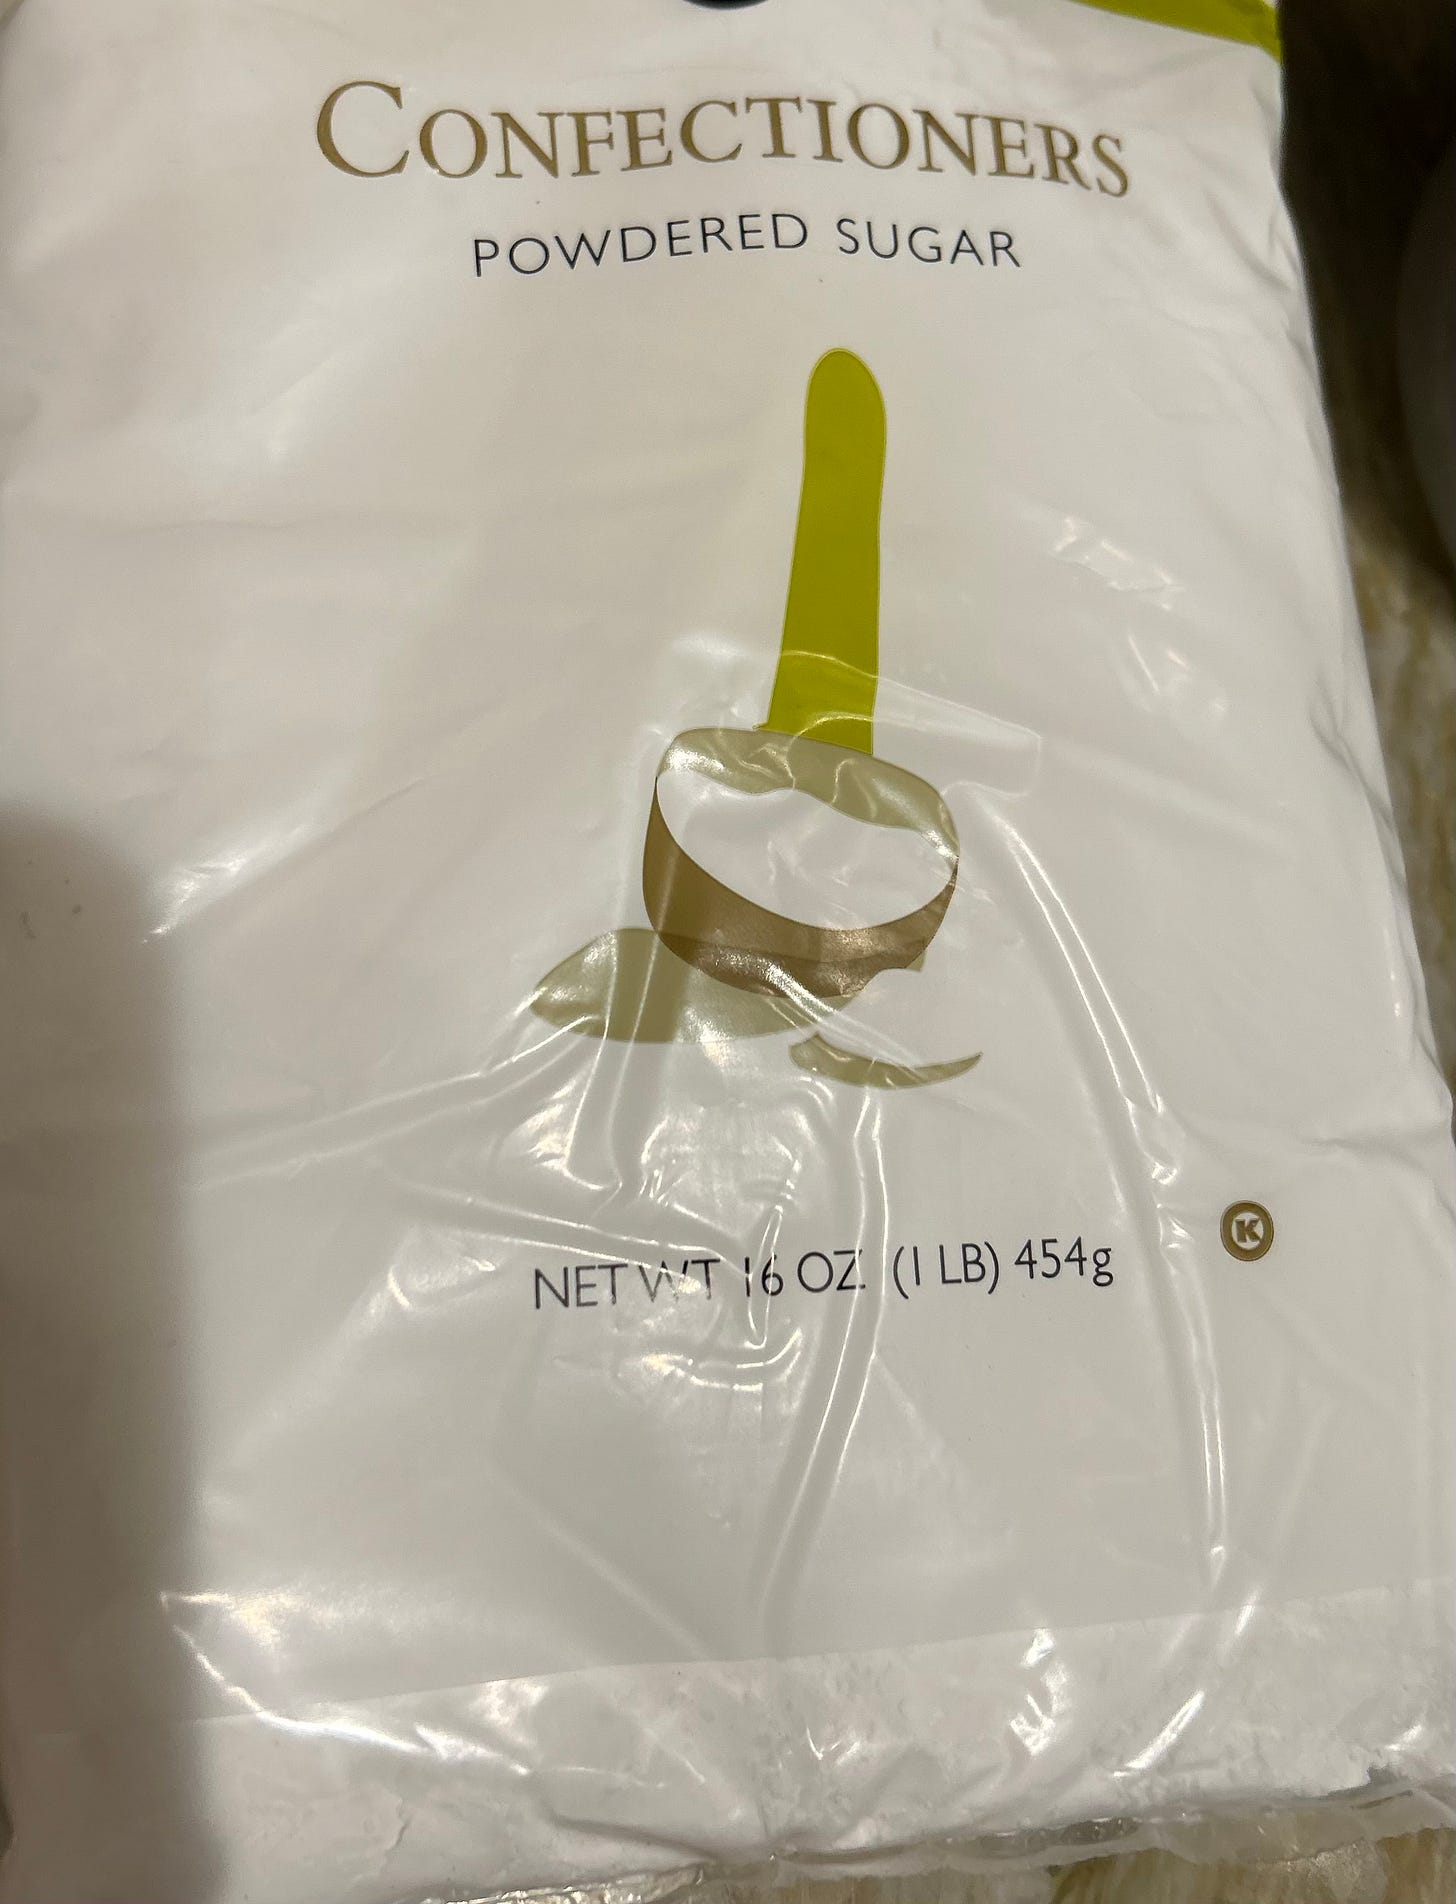 CONFECTIONERS
POWDERED SUGAR
NET WT 16 OZ. (1 LB) 454g
K